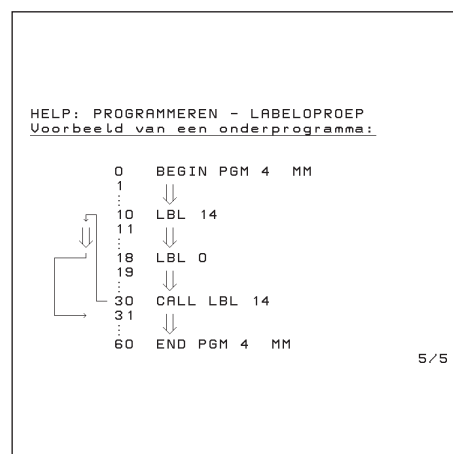 HELP: PROGRAMMEREN - LABELOPROEP
Voorbeeld van een onderprogramma:
0 BEGIN PGM 4 MM
1
10 LBL 14
11
18 LBL 0
19
30 CALL LBL 14
31
60 END PGM 4 MM
5/5